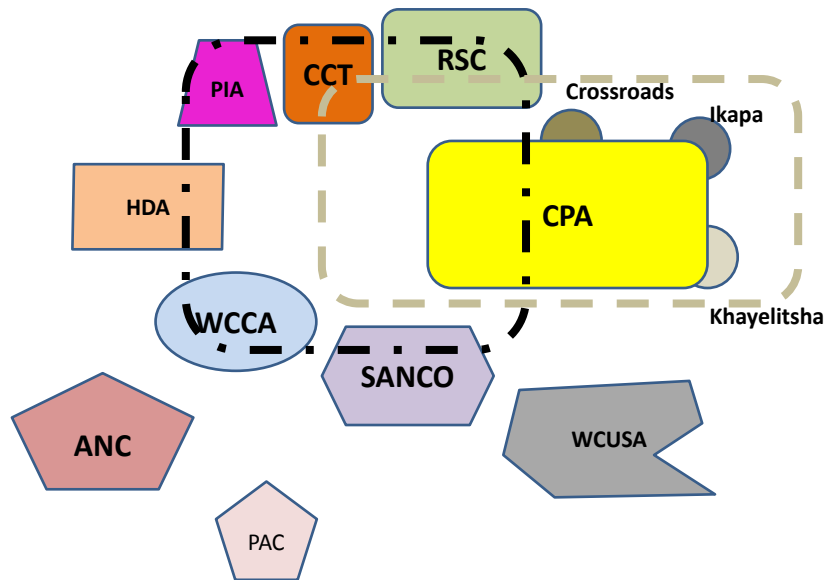 PIA
CCT
RSC
Crossroads
Ikapa
HDA
CPA
WCCA
Khayelitsha
SANCO
ANC
WCUSA
PAC